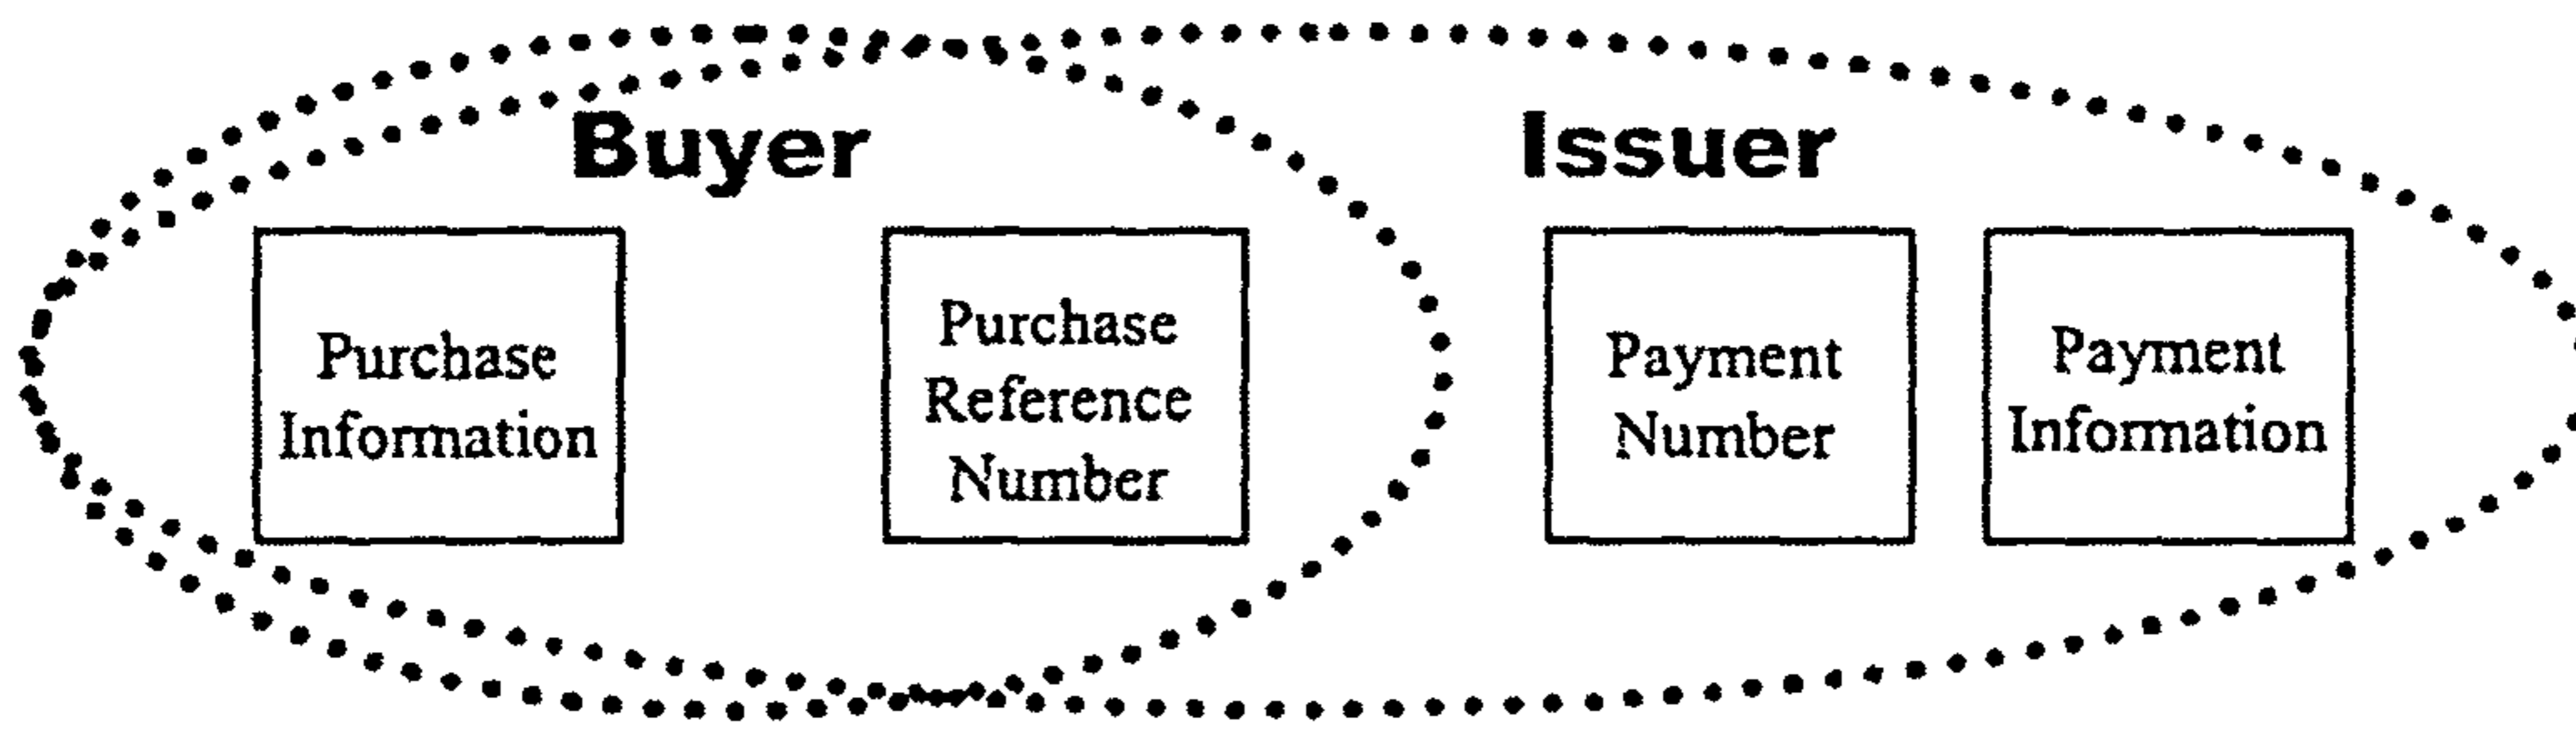 Buyer
Issuer
Purchase
Information
Purchase
Reference
Number
Payment
Number
Payment
Information